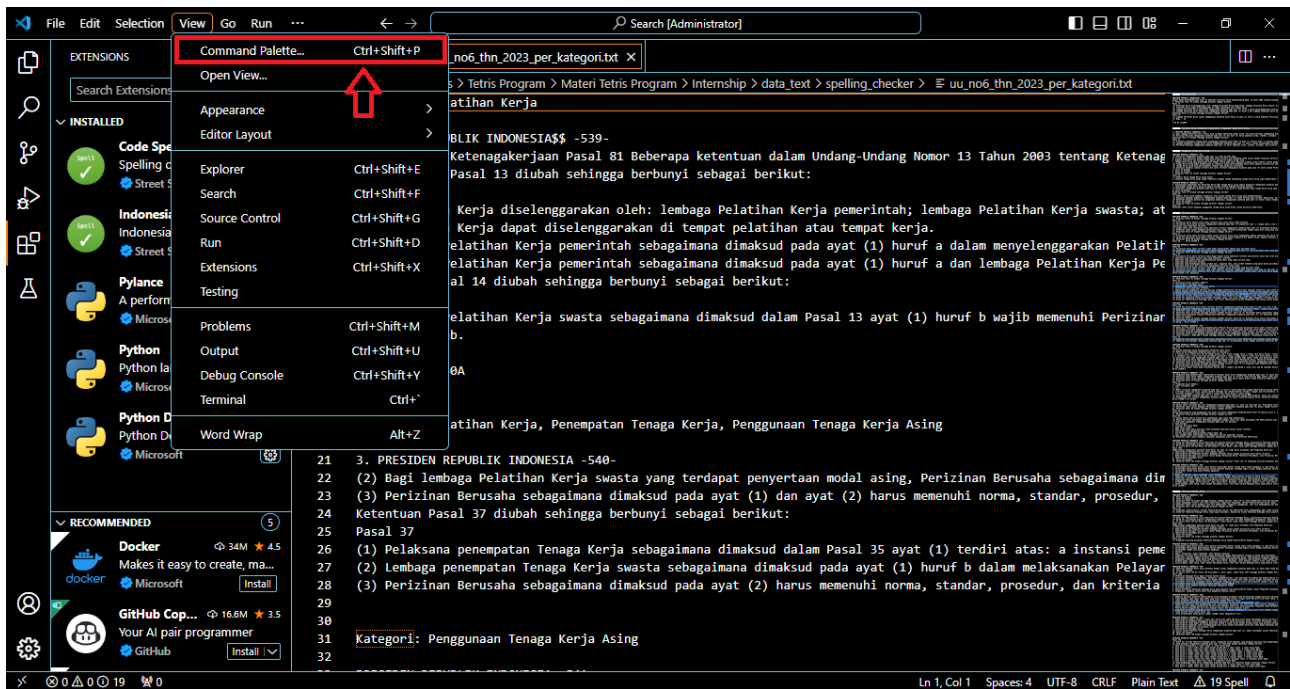 File Edit Selection View Go Run ··· ← → Search [Administrator]
EXTENSIONS
Search Extensions
INSTALLED
Code Spe
Spelling c
Street S
Indonesia
Indonesia
Street S
Pylance
A perform
Micros
Python
Python la
Micros
Python D
Python De
Microsoft
RECOMMENDED 5
Docker 34M ★ 4.5
Makes it easy to create, ma...
docker
Microsoft Install
GitHub Cop... 16.6M ★ 3.5
Your AI pair programmer
GitHub Install
Command Palette... Ctrl+Shift+P
Open View...
Appearance >
Editor Layout >
Explorer Ctrl+Shift+E
Search Ctrl+Shift+F
Source Control Ctrl+Shift+G
Run Ctrl+Shift+D
Extensions Ctrl+Shift+X
Testing
Problems Ctrl+Shift+M
Output Ctrl+Shift+U
Debug Console Ctrl+Shift+Y
Terminal Ctrl+`
Word Wrap Alt+Z
_no6_thn_2023_per_kategori.txt ×
s > Tetris Program > Materi Tetris Program > Internship > data_text > spelling_checker > uu_no6_thn_2023_per_kategori.txt
atihan Kerja
BLIK INDONESIA$$ -539-
Ketenagakerjaan Pasal 81 Beberapa ketentuan dalam Undang-Undang Nomor 13 Tahun 2003 tentang Ketenag
Pasal 13 diubah sehingga berbunyi sebagai berikut:
Kerja diselenggarakan oleh: lembaga Pelatihan Kerja pemerintah; lembaga Pelatihan Kerja swasta; at
Kerja dapat diselenggarakan di tempat pelatihan atau tempat kerja.
elatihan Kerja pemerintah sebagaimana dimaksud pada ayat (1) huruf a dalam menyelenggarakan Pelatih
elatihan Kerja pemerintah sebagaimana dimaksud pada ayat (1) huruf a dan lembaga Pelatihan Kerja Pe
al 14 diubah sehingga berbunyi sebagai berikut:
elatihan Kerja swasta sebagaimana dimaksud dalam Pasal 13 ayat (1) huruf b wajib memenuhi Perizinan
b.
0A
atihan Kerja, Penempatan Tenaga Kerja, Penggunaan Tenaga Kerja Asing
21 3. PRESIDEN REPUBLIK INDONESIA -540-
22 (2) Bagi lembaga Pelatihan Kerja swasta yang terdapat penyertaan modal asing, Perizinan Berusaha sebagaimana dim
23 (3) Perizinan Berusaha sebagaimana dimaksud pada ayat (1) dan ayat (2) harus memenuhi norma, standar, prosedur,
24 Ketentuan Pasal 37 diubah sehingga berbunyi sebagai berikut:
25 Pasal 37
26 (1) Pelaksana penempatan Tenaga Kerja sebagaimana dimaksud dalam Pasal 35 ayat (1) terdiri atas: a instansi peme
27 (2) Lembaga penempatan Tenaga Kerja swasta sebagaimana dimaksud pada ayat (1) huruf b dalam melaksanakan Pelayan
28 (3) Perizinan Berusaha sebagaimana dimaksud pada ayat (2) harus memenuhi norma, standar, prosedur, dan kriteria
29
30
31 Kategori: Penggunaan Tenaga Kerja Asing
32
0 0 19 0 Ln 1, Col 1 Spaces: 4 UTF-8 CRLF Plain Text 19 Spell